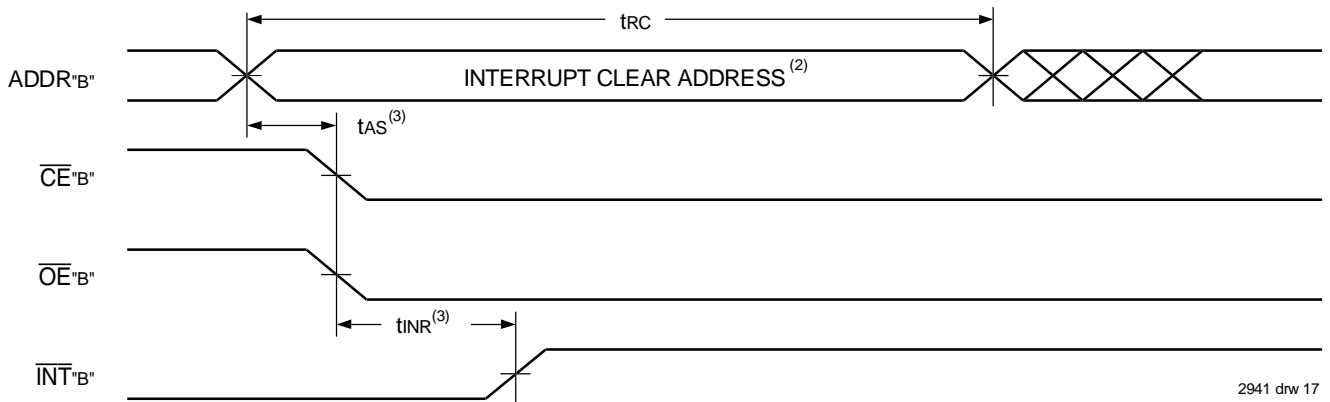 tRC
ADDR"B"
INTERRUPT CLEAR ADDRESS(2)
tAS(3)
CE"B"
OE"B"
tINR(3)
INT"B"
2941 drw 17